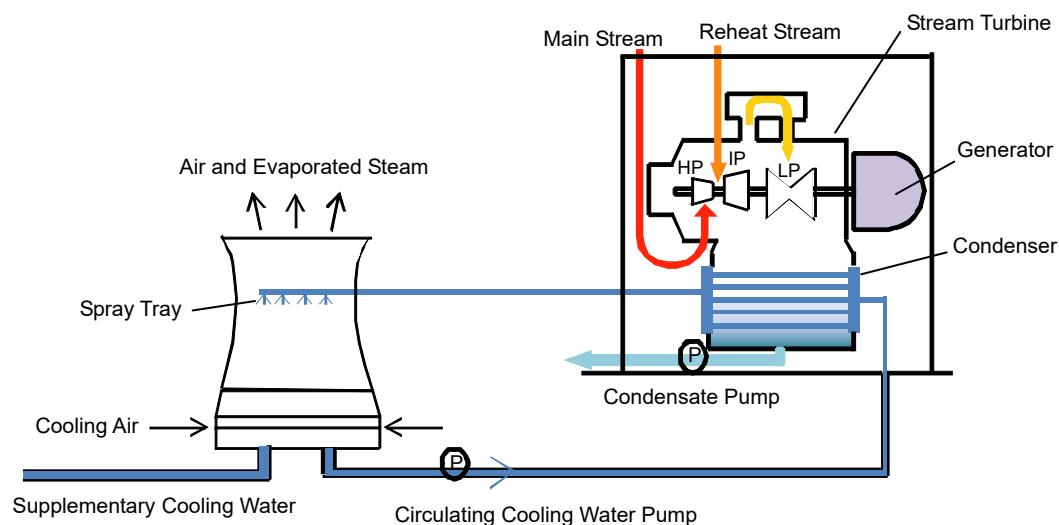 Main Stream
Reheat Stream
Stream Turbine
HP
IP
LP
Generator
Air and Evaporated Steam
Condenser
Spray Tray
P
Condensate Pump
Cooling Air
P
Supplementary Cooling Water
Circulating Cooling Water Pump